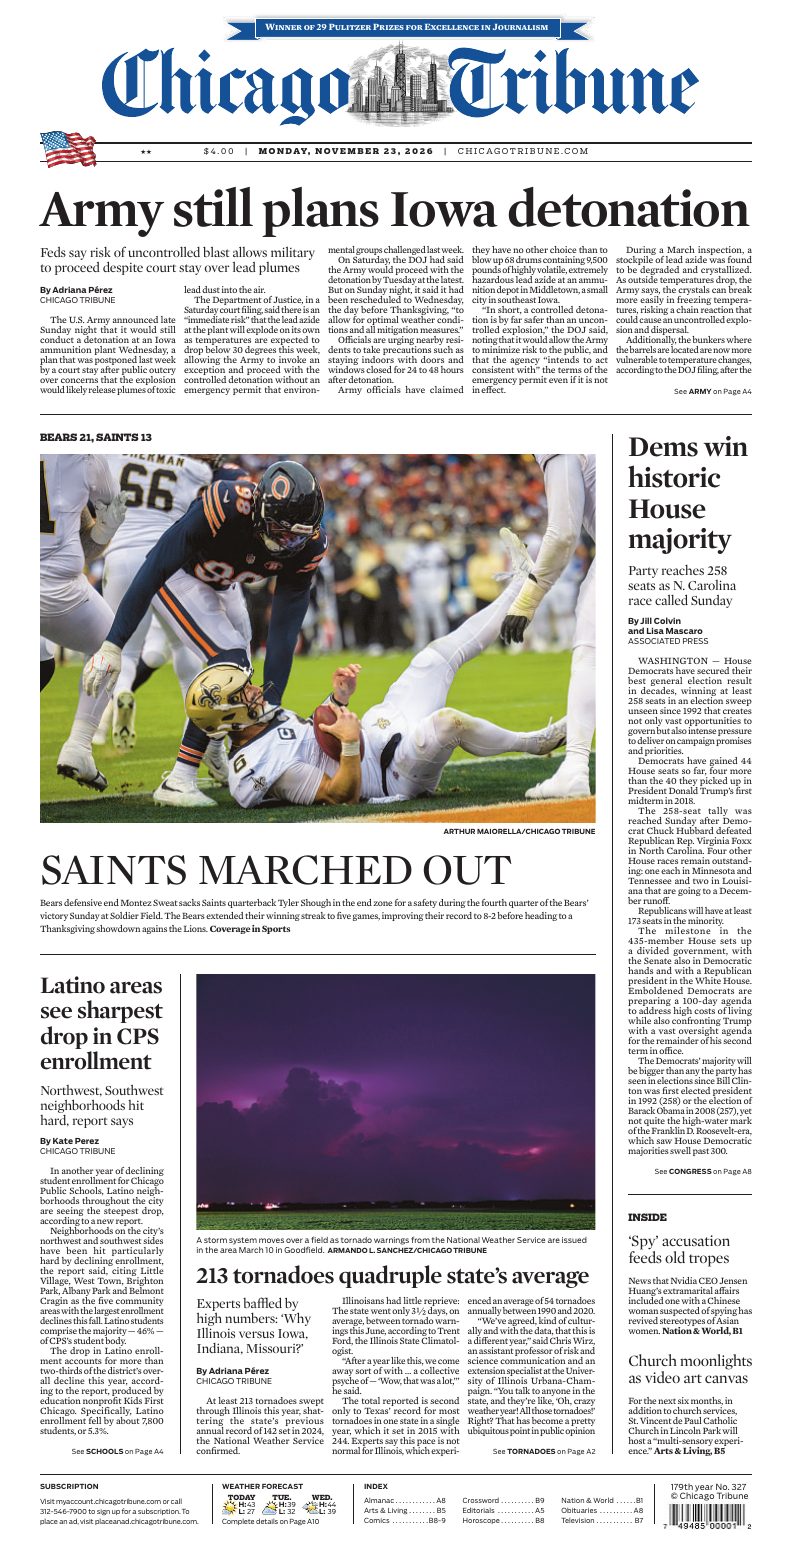 WINNER OF 29 PULITZER PRIZES FOR EXCELLENCE IN JOURNALISM
Chicago Tribune
★★ $4.00 | MONDAY, NOVEMBER 23, 2026 | CHICAGOTRIBUNE.COM
Army still plans Iowa detonation
Feds say risk of uncontrolled blast allows military
to proceed despite court stay over lead plumes
By Adriana Pérez
CHICAGO TRIBUNE
The U.S. Army announced late
Sunday night that it would still
conduct a detonation at an Iowa
ammunition plant Wednesday, a
plan that was postponed last week
by a court stay after public outcry
over concerns that the explosion
would likely release plumes of toxic
lead dust into the air.
The Department of Justice, in a
Saturday court filing, said there is an
“immediate risk” that the lead azide
at the plant will explode on its own
as temperatures are expected to
drop below 30 degrees this week,
allowing the Army to invoke an
exception and proceed with the
controlled detonation without an
emergency permit that environ-
mental groups challenged last week.
On Saturday, the DOJ had said
the Army would proceed with the
detonation by Tuesday at the latest.
But on Sunday night, it said it had
been rescheduled to Wednesday,
the day before Thanksgiving, “to
allow for optimal weather condi-
tions and all mitigation measures.”
Officials are urging nearby resi-
dents to take precautions such as
staying indoors with doors and
windows closed for 24 to 48 hours
after detonation.
Army officials have claimed
they have no other choice than to
blow up 68 drums containing 9,500
pounds of highly volatile, extremely
hazardous lead azide at an ammu-
nition depot in Middletown, a small
city in southeast Iowa.
“In short, a controlled detona-
tion is by far safer than an uncon-
trolled explosion,” the DOJ said,
noting that it would allow the Army
to minimize risk to the public, and
that the agency “intends to act
consistent with” the terms of the
emergency permit even if it is not
in effect.
During a March inspection, a
stockpile of lead azide was found
to be degraded and crystallized.
As outside temperatures drop, the
Army says, the crystals can break
more easily in freezing tempera-
tures, risking a chain reaction that
could cause an uncontrolled explo-
sion and dispersal.
Additionally, the bunkers where
the barrels are located are now more
vulnerable to temperature changes,
according to the DOJ filing, after the
See ARMY on Page A4
BEARS 21, SAINTS 13
SHERMAN
66
98
98
ARTHUR MAIORELLA/CHICAGO TRIBUNE
SAINTS MARCHED OUT
Bears defensive end Montez Sweat sacks Saints quarterback Tyler Shough in the end zone for a safety during the fourth quarter of the Bears’
victory Sunday at Soldier Field. The Bears extended their winning streak to five games, improving their record to 8-2 before heading to a
Thanksgiving showdown agains the Lions. Coverage in Sports
Dems win
historic
House
majority
Party reaches 258
seats as N. Carolina
race called Sunday
By Jill Colvin
and Lisa Mascaro
ASSOCIATED PRESS
WASHINGTON — House
Democrats have secured their
best general election result
in decades, winning at least
258 seats in an election sweep
unseen since 1992 that creates
not only vast opportunities to
govern but also intense pressure
to deliver on campaign promises
and priorities.
Democrats have gained 44
House seats so far, four more
than the 40 they picked up in
President Donald Trump’s first
midterm in 2018.
The 258-seat tally was
reached Sunday after Demo-
crat Chuck Hubbard defeated
Republican Rep. Virginia Foxx
in North Carolina. Four other
House races remain outstand-
ing: one each in Minnesota and
Tennessee and two in Louisi-
ana that are going to a Decem-
ber runoff.
Republicans will have at least
173 seats in the minority.
The milestone in the
435-member House sets up
a divided government, with
the Senate also in Democratic
hands and with a Republican
president in the White House.
Emboldened Democrats are
preparing a 100-day agenda
to address high costs of living
while also confronting Trump
with a vast oversight agenda
for the remainder of his second
term in office.
The Democrats’ majority will
be bigger than any the party has
seen in elections since Bill Clin-
ton was first elected president
in 1992 (258) or the election of
Barack Obama in 2008 (257), yet
not quite the high-water mark
of the Franklin D. Roosevelt-era,
which saw House Democratic
majorities swell past 300.
See CONGRESS on Page A8
Latino areas
see sharpest
drop in CPS
enrollment
Northwest, Southwest
neighborhoods hit
hard, report says
By Kate Perez
CHICAGO TRIBUNE
In another year of declining
student enrollment for Chicago
Public Schools, Latino neigh-
borhoods throughout the city
are seeing the steepest drop,
according to a new report.
Neighborhoods on the city’s
northwest and southwest sides
have been hit particularly
hard by declining enrollment,
the report said, citing Little
Village, West Town, Brighton
Park, Albany Park and Belmont
Cragin as the five community
areas with the largest enrollment
declines this fall. Latino students
comprise the majority — 46% —
of CPS’s student body.
The drop in Latino enroll-
ment accounts for more than
two-thirds of the district’s over-
all decline this year, accord-
ing to the report, produced by
education nonprofit Kids First
Chicago. Specifically, Latino
enrollment fell by about 7,800
students, or 5.3%.
See SCHOOLS on Page A4
A storm system moves over a field as tornado warnings from the National Weather Service are issued
in the area March 10 in Goodfield. ARMANDO L. SANCHEZ/CHICAGO TRIBUNE
213 tornadoes quadruple state’s average
Experts baffled by
high numbers: ‘Why
Illinois versus Iowa,
Indiana, Missouri?’
By Adriana Pérez
CHICAGO TRIBUNE
At least 213 tornadoes swept
through Illinois this year, shat-
tering the state’s previous
annual record of 142 set in 2024,
the National Weather Service
confirmed.
Illinoisans had little reprieve:
The state went only 3½ days, on
average, between tornado warn-
ings this June, according to Trent
Ford, the Illinois State Climatol-
ogist.
“After a year like this, we come
away sort of with ... a collective
psyche of — ‘Wow, that was a lot,’”
he said.
The total reported is second
only to Texas’ record for most
tornadoes in one state in a single
year, which it set in 2015 with
244. Experts say this pace is not
normal for Illinois, which experi-
enced an average of 54 tornadoes
annually between 1990 and 2020.
“We’ve agreed, kind of cultur-
ally and with the data, that this is
a different year,” said Chris Wirz,
an assistant professor of risk and
science communication and an
extension specialist at the Univer-
sity of Illinois Urbana-Cham-
paign. “You talk to anyone in the
state, and they’re like, ‘Oh, crazy
weather year! All those tornadoes!’
Right? That has become a pretty
ubiquitous point in public opinion
See TORNADOES on Page A2
INSIDE
‘Spy’ accusation
feeds old tropes
News that Nvidia CEO Jensen
Huang’s extramarital affairs
included one with a Chinese
woman suspected of spying has
revived stereotypes of Asian
women. Nation & World, B1
Church moonlights
as video art canvas
For the next six months, in
addition to church services,
St. Vincent de Paul Catholic
Church in Lincoln Park will
host a “multi-sensory experi-
ence.” Arts & Living, B5
SUBSCRIPTION
Visit myaccount.chicagotribune.com or call
312-546-7900 to sign up for a subscription. To
place an ad, visit placeanad.chicagotribune.com.
WEATHER FORECAST
TODAY H: 43 L: 27
TUE. H: 39 L: 32
WED. H: 44 L: 39
Complete details on Page A10
INDEX
Almanac ........... A8
Arts & Living ....... B5
Comics .......... B8-9
Crossword ......... B9
Editorials .......... A5
Horoscope ......... B8
Nation & World ..... B1
Obituaries ......... A8
Television .......... B7
179th year No. 327
© Chicago Tribune
7 49485 00001 2